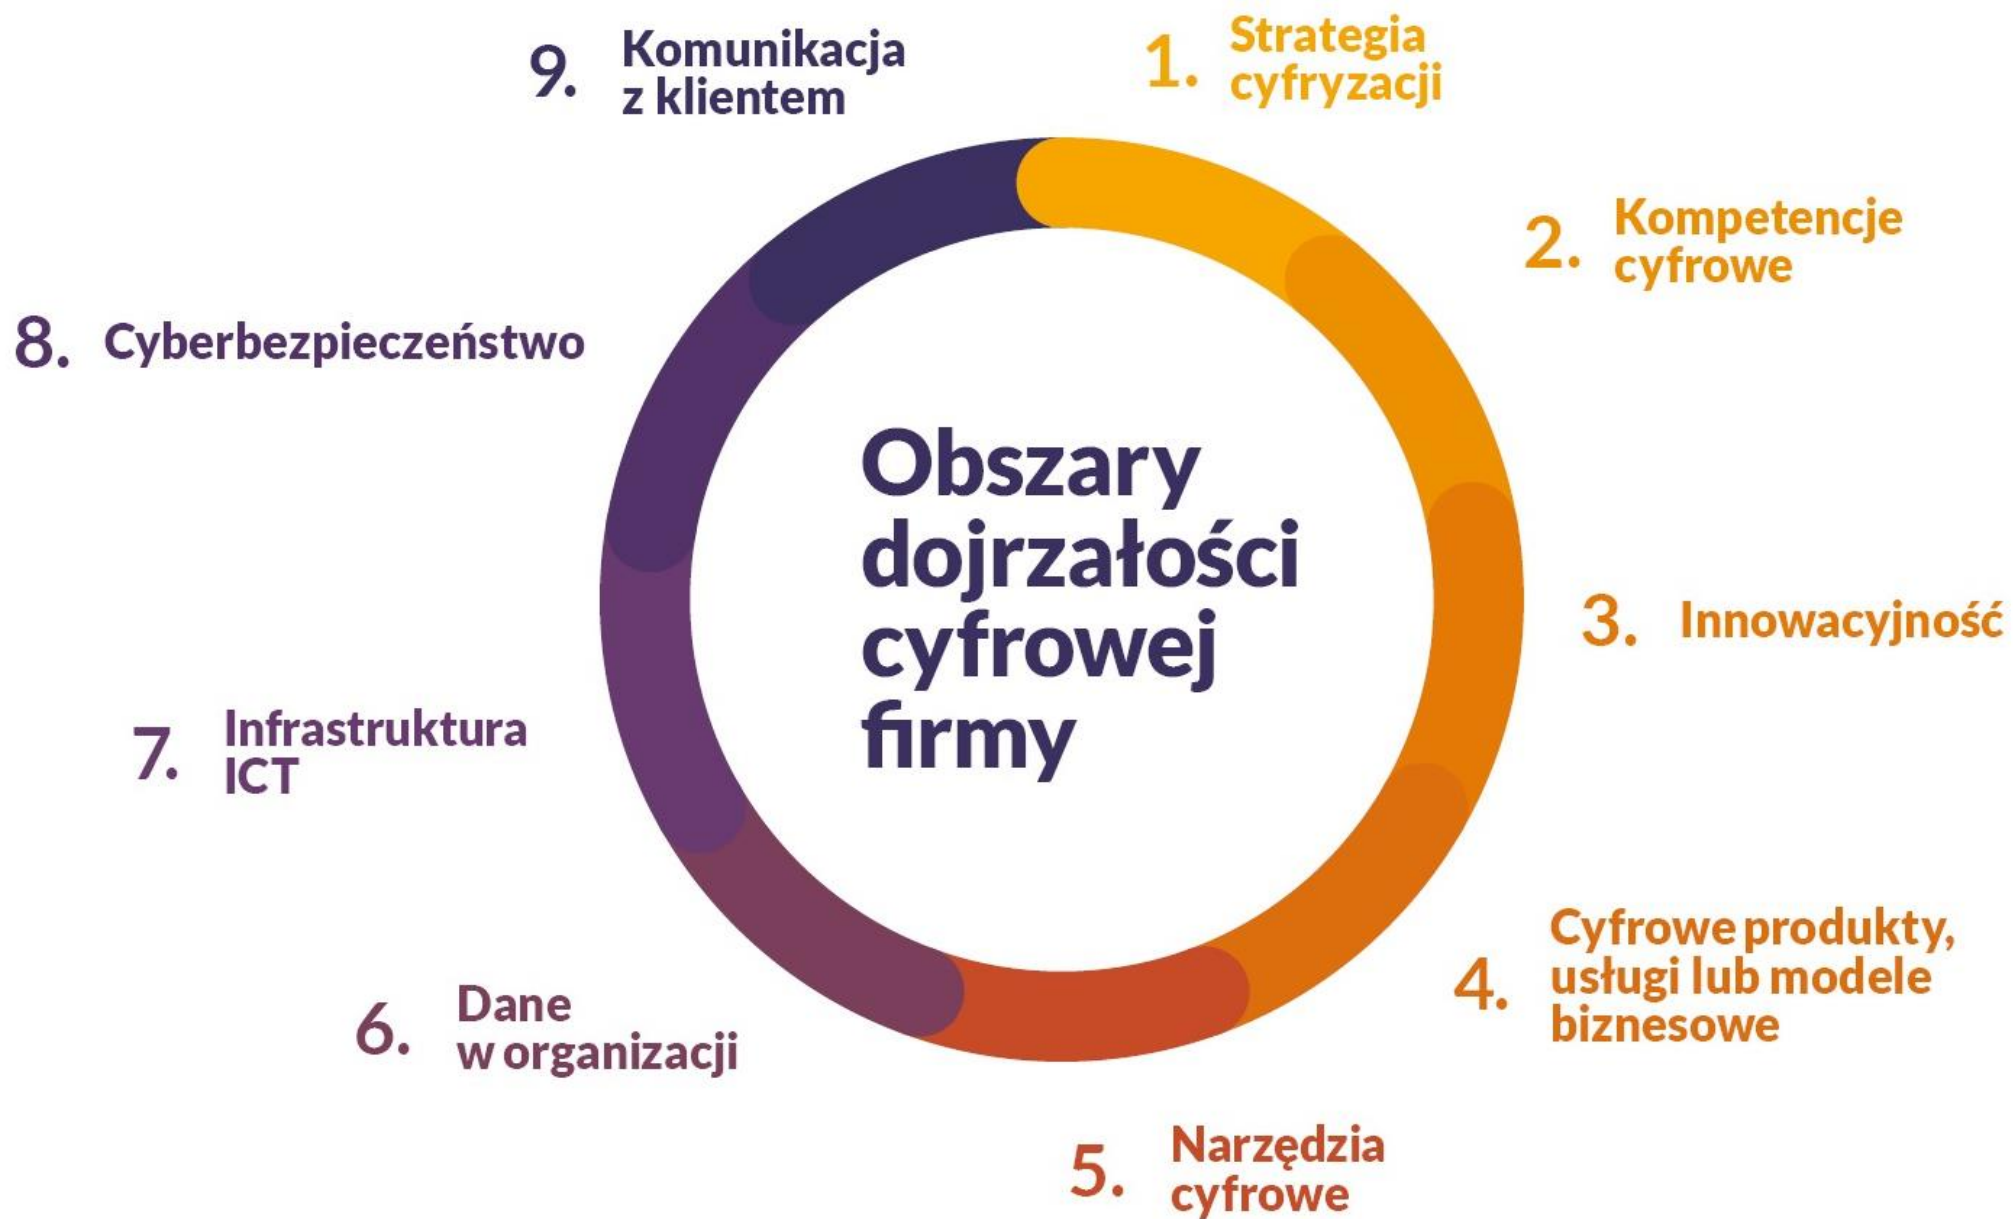 Obszary
dojrzałości
cyfrowej
firmy
1. Strategia
cyfryzacji
2. Kompetencje
cyfrowe
3. Innowacyjność
4. Cyfrowe produkty,
usługi lub modele
biznesowe
5. Narzędzia
cyfrowe
6. Dane
w organizacji
7. Infrastruktura
ICT
8. Cyberbezpieczeństwo
9. Komunikacja
z klientem